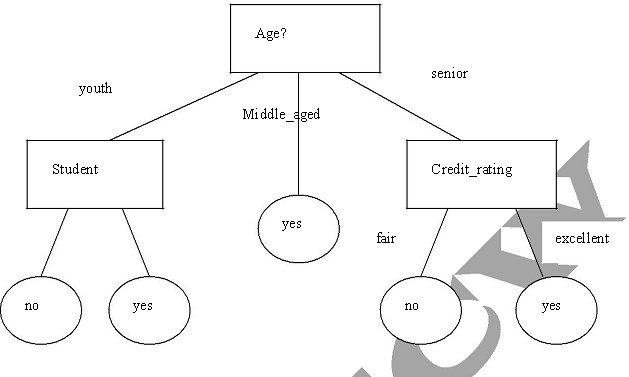 Age?
youth
senior
Middle_aged
Student
Credit_rating
yes
fair
excellent
no
yes
no
yes